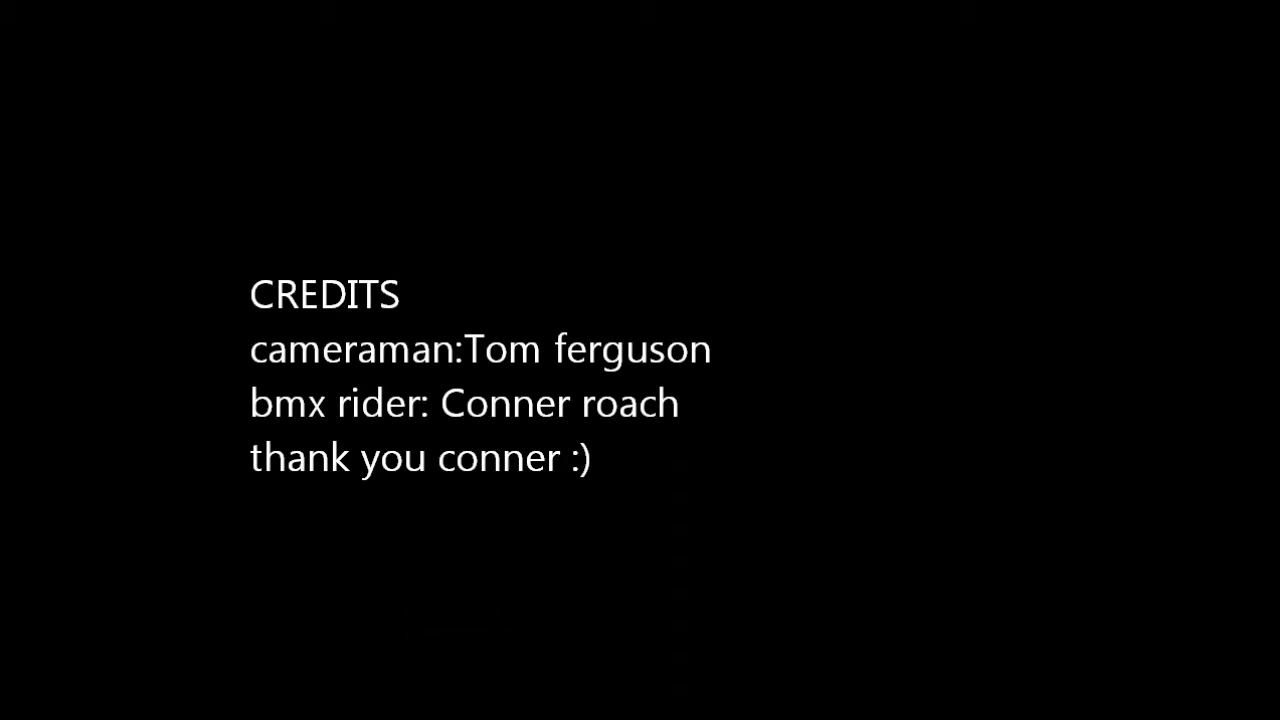 CREDITS
cameraman:Tom ferguson
bmx rider: Conner roach
thank you conner :)